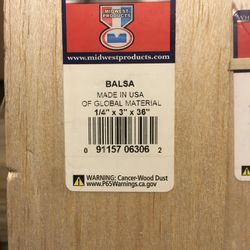 MIDWEST
PRODUCTS
www.midwestproducts.com
BALSA
MADE IN USA
OF GLOBAL MATERIAL
1/4" x 3" x 36"
0 91157 06306 2
WARNING: Cancer-Wood Dust
www.P65Warnings.ca.gov